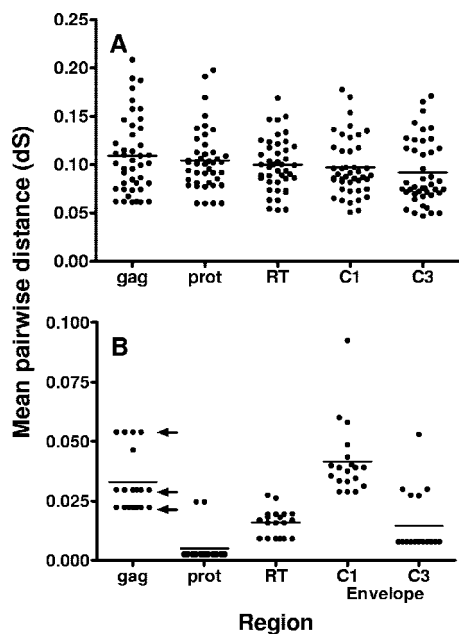 Mean pairwise distance (dS)
A
0.25
0.20
0.15
0.10
0.05
0.00
gag prot RT C1 C3
B
0.100
0.075
0.050
0.025
0.000
gag prot RT C1 C3
Envelope
Region